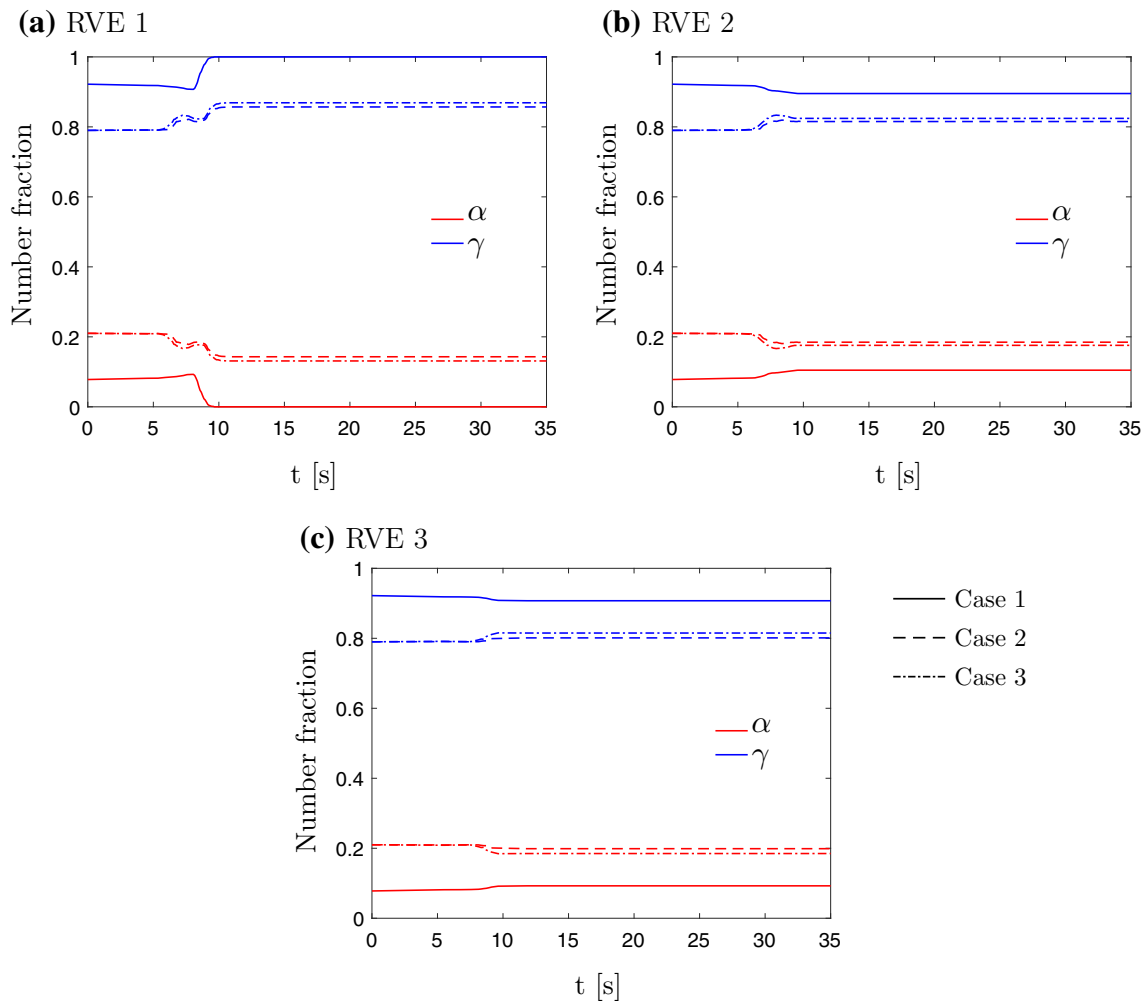 (a) RVE 1
1
0.8
0.6
0.4
0.2
0
Number fraction
α
γ
0 5 10 15 20 25 30 35
t [s]
(b) RVE 2
1
0.8
0.6
0.4
0.2
0
Number fraction
α
γ
0 5 10 15 20 25 30 35
t [s]
(c) RVE 3
1
0.8
0.6
0.4
0.2
0
Number fraction
α
γ
0 5 10 15 20 25 30 35
t [s]
Case 1
Case 2
Case 3